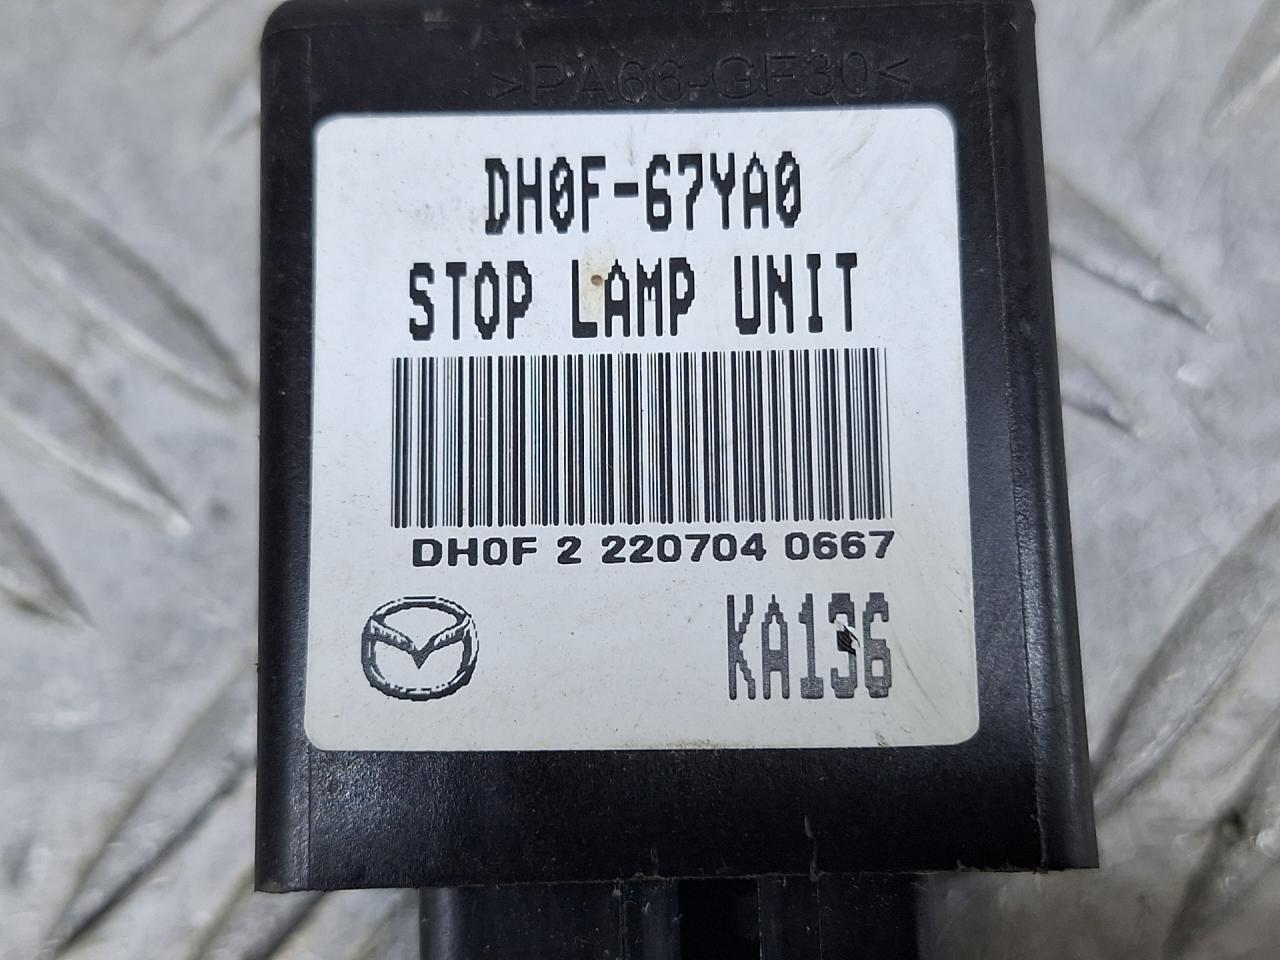 >PA66-GF30<
DH0F-67YA0
STOP LAMP UNIT
DH0F 2 220704 0667
KA136